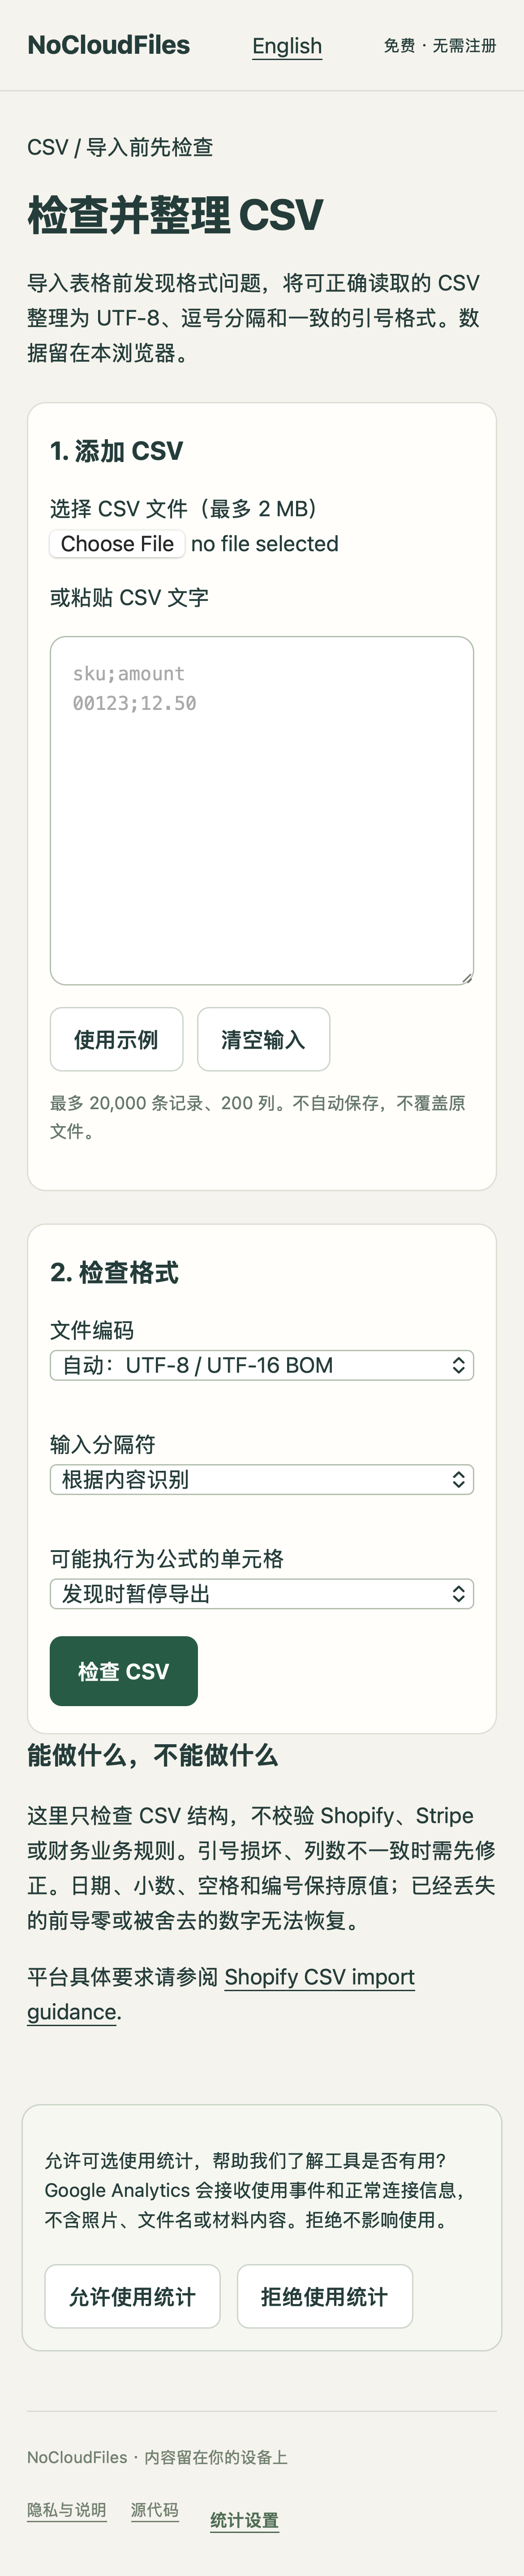 NoCloudFiles
English
免费 · 无需注册
CSV / 导入前先检查
检查并整理 CSV
导入表格前发现格式问题，将可正确读取的 CSV
整理为 UTF-8、逗号分隔和一致的引号格式。数
据留在本浏览器。
1. 添加 CSV
选择 CSV 文件（最多 2 MB）
Choose File no file selected
或粘贴 CSV 文字
sku;amount
00123;12.50
使用示例
清空输入
最多 20,000 条记录、200 列。不自动保存，不覆盖原
文件。
2. 检查格式
文件编码
自动：UTF-8 / UTF-16 BOM
输入分隔符
根据内容识别
可能执行为公式的单元格
发现时暂停导出
检查 CSV
能做什么，不能做什么
这里只检查 CSV 结构，不校验 Shopify、Stripe
或财务业务规则。引号损坏、列数不一致时需先修
正。日期、小数、空格和编号保持原值；已经丢失
的前导零或被舍去的数字无法恢复。
平台具体要求请参阅 Shopify CSV import
guidance.
允许可选使用统计，帮助我们了解工具是否有用？
Google Analytics 会接收使用事件和正常连接信息，
不含照片、文件名或材料内容。拒绝不影响使用。
允许使用统计
拒绝使用统计
NoCloudFiles · 内容留在你的设备上
隐私与说明
源代码
统计设置